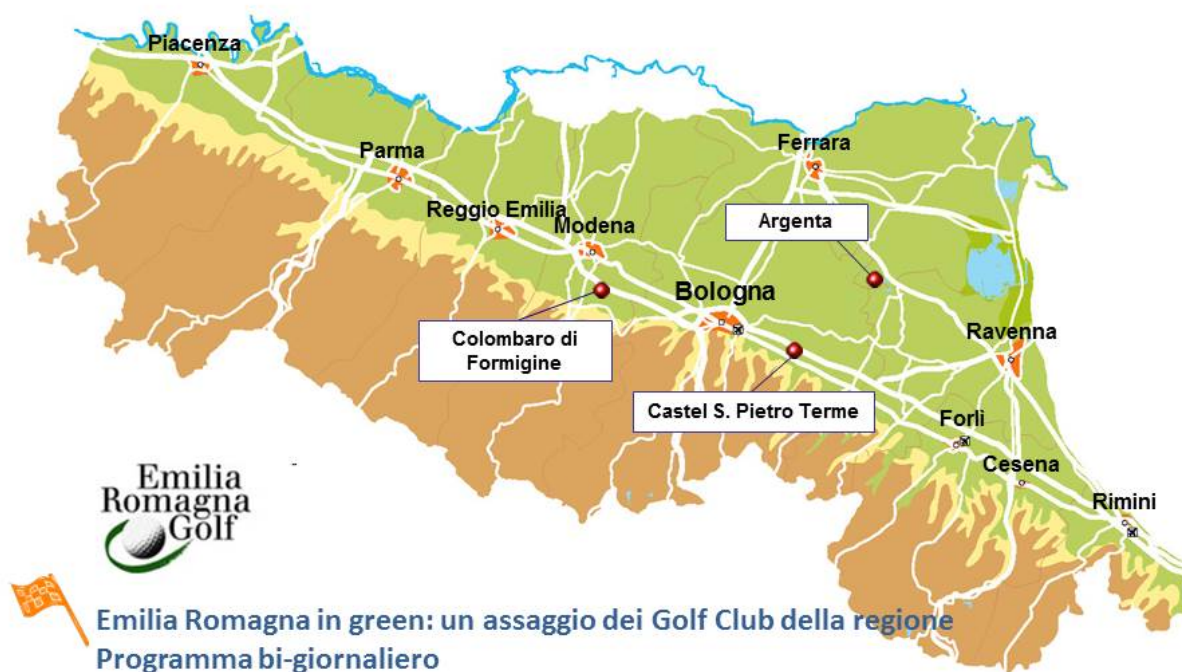 Piacenza
Parma
Ferrara
Reggio Emilia
Modena
Argenta
Bologna
Colombaro di
Formigine
Ravenna
Castel S. Pietro Terme
Forlì
Cesena
Rimini
Emilia
Romagna
Golf
Emilia Romagna in green: un assaggio dei Golf Club della regione
Programma bi-giornaliero